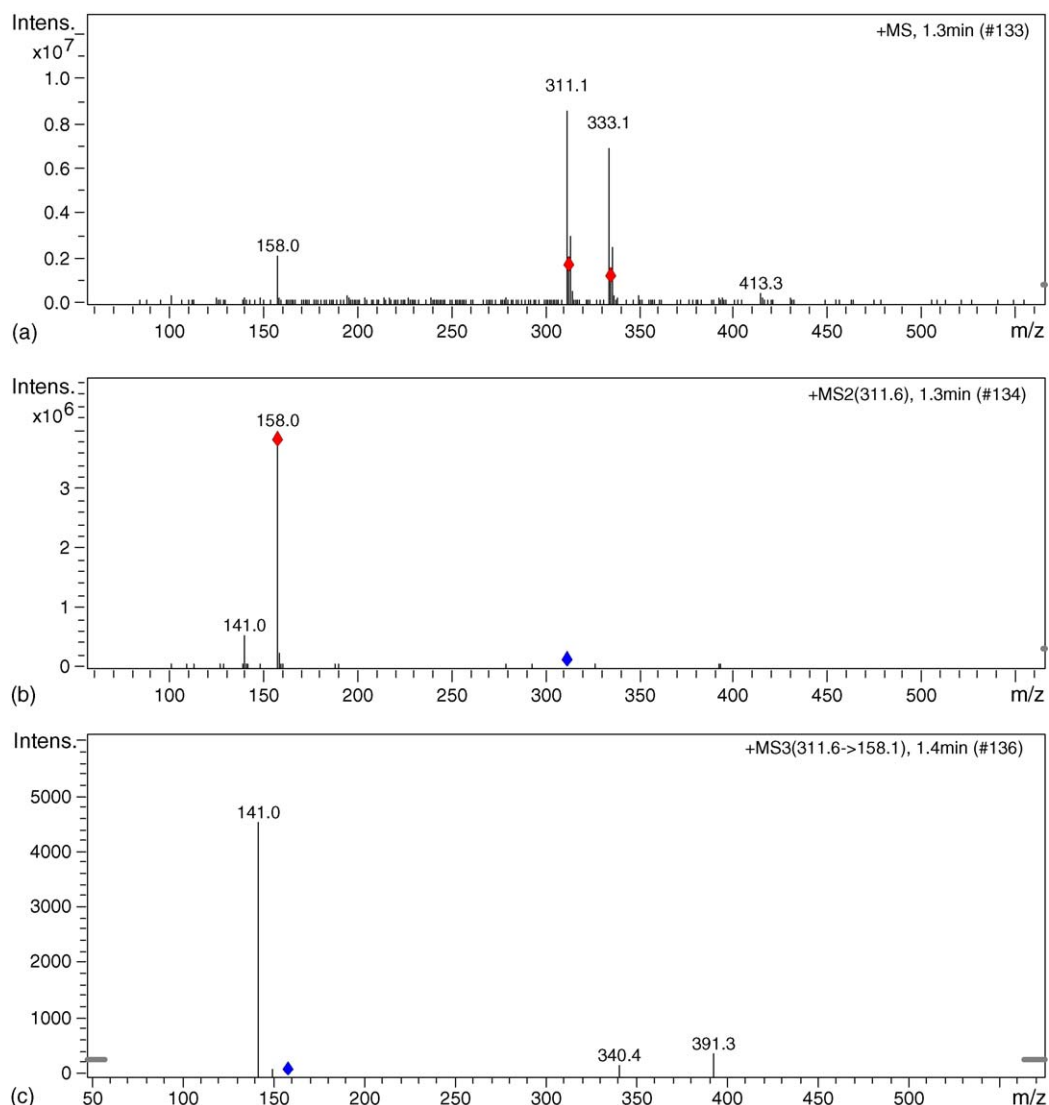 Intens.
x10⁷
+MS, 1.3min (#133)
1.0
0.8
0.6
0.4
0.2
0.0
311.1
333.1
158.0
413.3
100 150 200 250 300 350 400 450 500 m/z
(a)
Intens.
x10⁶
+MS2(311.6), 1.3min (#134)
3
2
1
0
158.0
141.0
100 150 200 250 300 350 400 450 500 m/z
(b)
Intens.
+MS3(311.6->158.1), 1.4min (#136)
5000
4000
3000
2000
1000
0
141.0
340.4
391.3
50 100 150 200 250 300 350 400 450 500 m/z
(c)